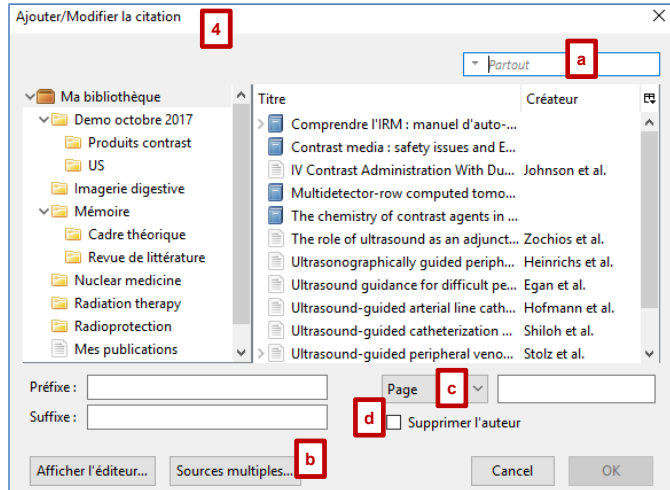 Ajouter/Modifier la citation
4
Partout
a
Ma bibliothèque
Demo octobre 2017
Produits contrast
US
Imagerie digestive
Mémoire
Cadre théorique
Revue de littérature
Nuclear medicine
Radiation therapy
Radioprotection
Mes publications
Titre Créateur
Comprendre l'IRM : manuel d'auto-...
Contrast media : safety issues and E...
IV Contrast Administration With Du... Johnson et al.
Multidetector-row computed tomo...
The chemistry of contrast agents in ...
The role of ultrasound as an adjunct... Zochios et al.
Ultrasonographically guided periph... Heinrichs et al.
Ultrasound guidance for difficult pe... Egan et al.
Ultrasound-guided arterial line cath... Hofmann et al.
Ultrasound-guided catheterization ... Shiloh et al.
Ultrasound-guided peripheral veno... Stolz et al.
Préfixe :
Suffixe :
Page c
d Supprimer l'auteur
Afficher l'éditeur... Sources multiples... b Cancel OK